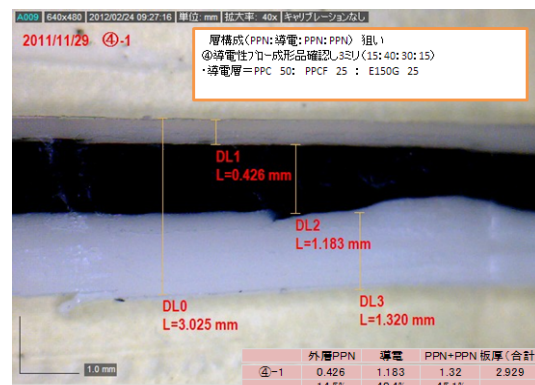 A009 640x480 2012/02/24 09:27:16 単位: mm 拡大率: 40x キャリブレーションなし
2011/11/29 ④-1
層構成(PPN:導電:PPN:PPN) 狙い
④導電性ブロー成形品確認し3ミリ(15:40:30:15)
・導電層=PPC 50: PPCF 25 : E150G 25
DL1
L=0.426 mm
DL2
L=1.183 mm
DL0
L=3.025 mm
DL3
L=1.320 mm
1.0 mm
外層PPN 導電 PPN+PPN 板厚(合計
④-1 0.426 1.183 1.32 2.929